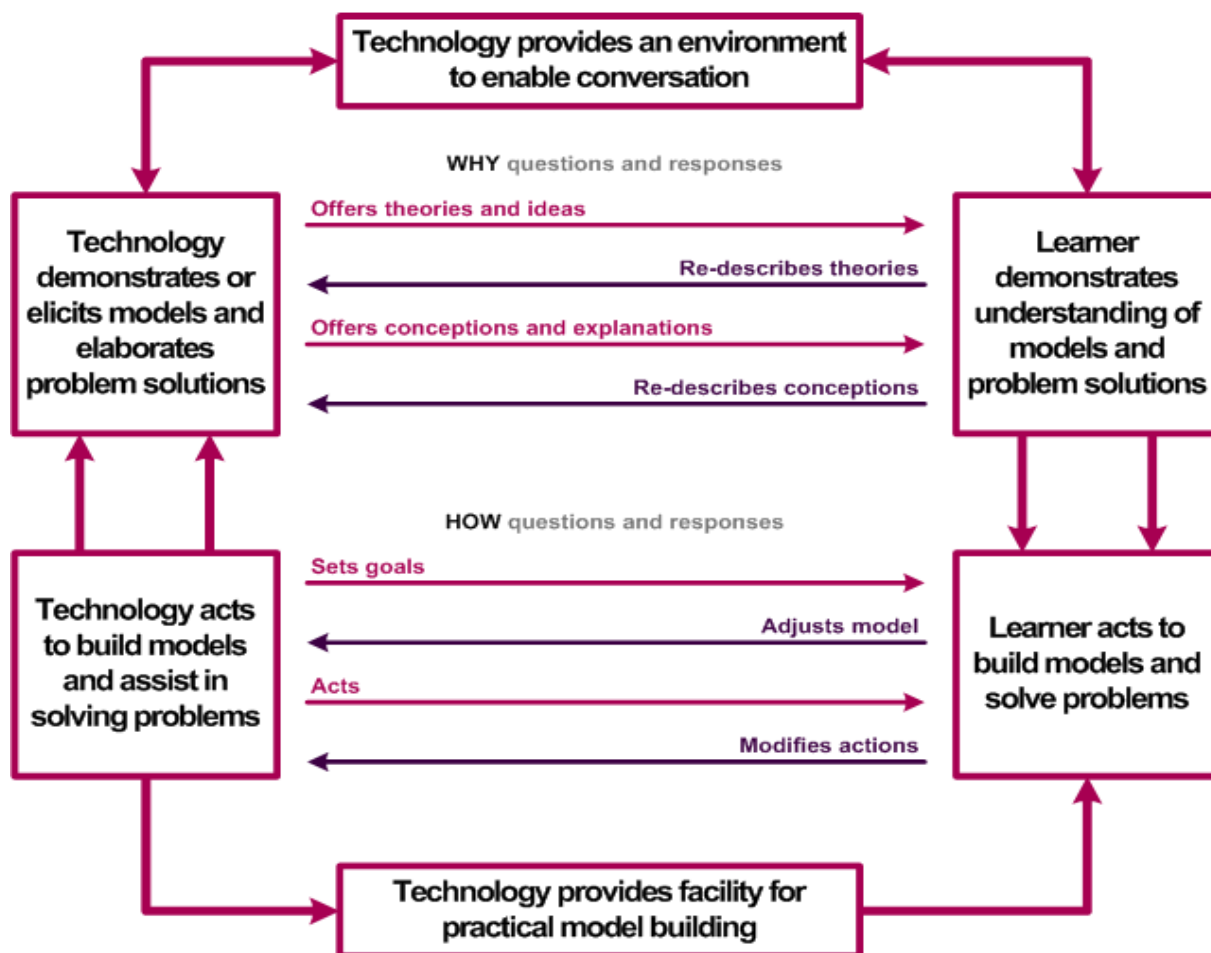 Technology provides an environment
to enable conversation
WHY questions and responses
Technology
demonstrates or
elicits models and
elaborates
problem solutions
Offers theories and ideas
Re-describes theories
Offers conceptions and explanations
Re-describes conceptions
Learner
demonstrates
understanding of
models and
problem solutions
HOW questions and responses
Technology acts
to build models
and assist in
solving problems
Sets goals
Adjusts model
Acts
Modifies actions
Learner acts to
build models and
solve problems
Technology provides facility for
practical model building